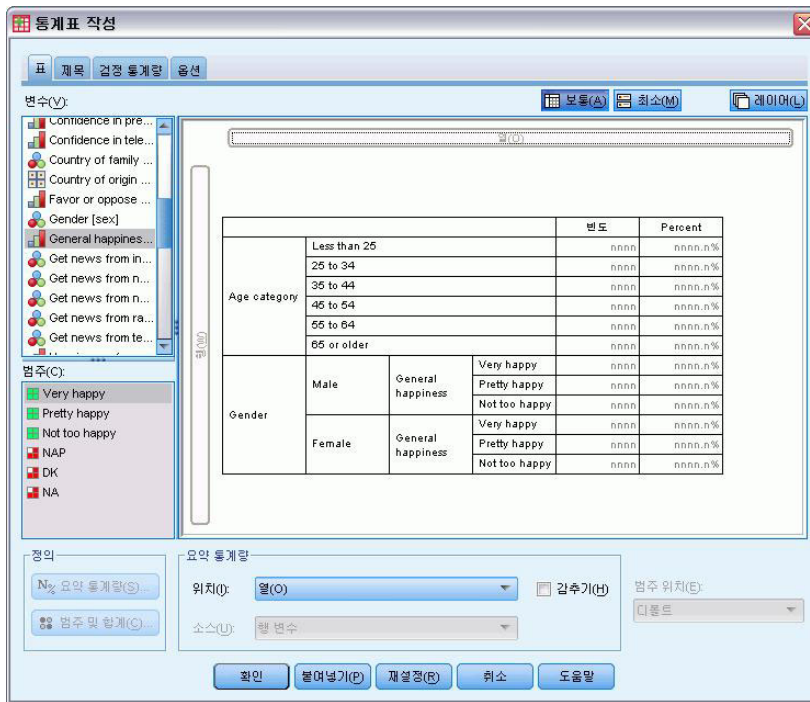 통계표 작성
표 제목 검정 통계량 옵션
변수(V):
보통(A) 최소(M) 레이어(L)
Confidence in pre...
Confidence in tele...
Country of family ...
Country of origin ...
Favor or oppose ...
Gender [sex]
General happines...
Get news from in...
Get news from n...
Get news from n...
Get news from ra...
Get news from te...
범주(C):
Very happy
Pretty happy
Not too happy
NAP
DK
NA
열(O)
행(W)
빈도 Percent
Age category
Less than 25 nnnn nnnn.n%
25 to 34 nnnn nnnn.n%
35 to 44 nnnn nnnn.n%
45 to 54 nnnn nnnn.n%
55 to 64 nnnn nnnn.n%
65 or older nnnn nnnn.n%
Gender
Male
General happiness
Very happy nnnn nnnn.n%
Pretty happy nnnn nnnn.n%
Not too happy nnnn nnnn.n%
Female
General happiness
Very happy nnnn nnnn.n%
Pretty happy nnnn nnnn.n%
Not too happy nnnn nnnn.n%
정의
N% 요약 통계량(S)...
범주 및 합계(C)...
요약 통계량
위치(I): 열(O) 감추기(H)
소스(U): 행 변수
범주 위치(E):
디폴트
확인 붙여넣기(P) 재설정(R) 취소 도움말